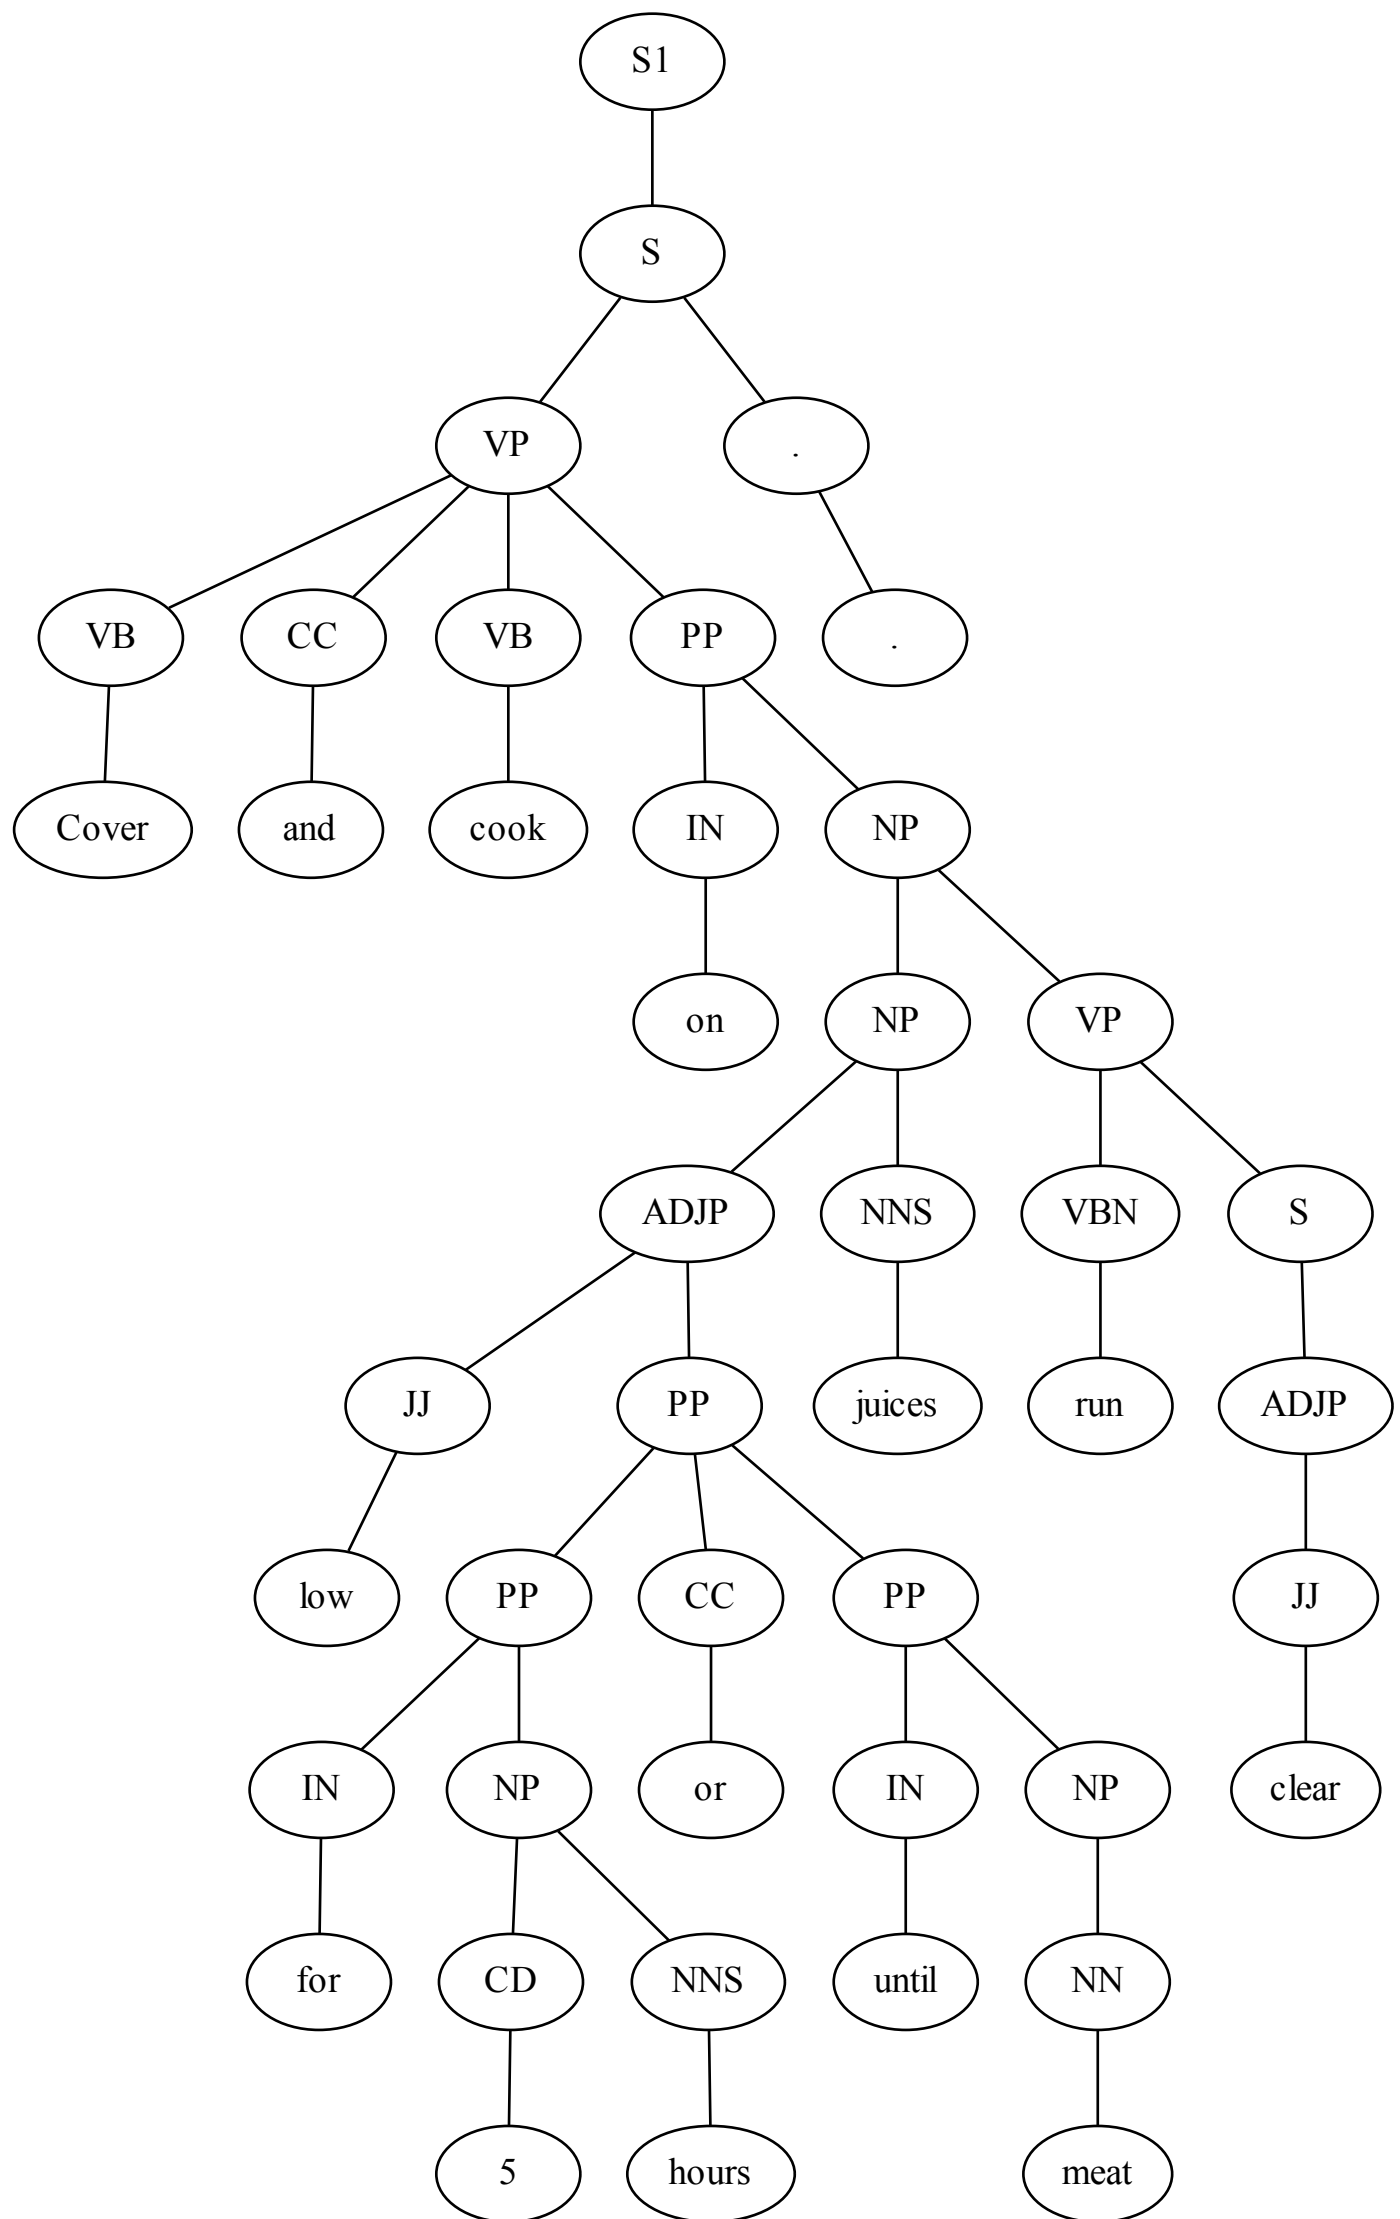 S1
S
VP .
VB CC VB PP .
Cover and cook IN NP
on NP VP
ADJP NNS VBN S
JJ PP juices run ADJP
low PP CC PP JJ
IN NP or IN NP clear
for CD NNS until NN
5 hours meat